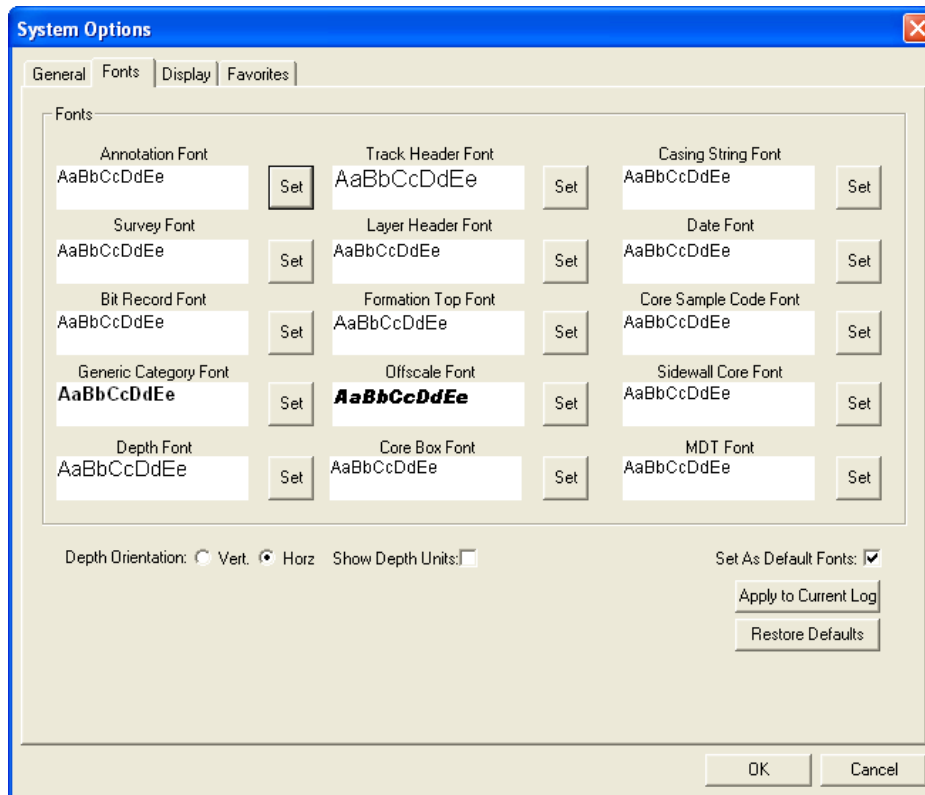 System Options
General Fonts Display Favorites
Fonts
Annotation Font Track Header Font Casing String Font
AaBbCcDdEe Set AaBbCcDdEe Set AaBbCcDdEe Set
Survey Font Layer Header Font Date Font
AaBbCcDdEe Set AaBbCcDdEe Set AaBbCcDdEe Set
Bit Record Font Formation Top Font Core Sample Code Font
AaBbCcDdEe Set AaBbCcDdEe Set AaBbCcDdEe Set
Generic Category Font Offscale Font Sidewall Core Font
AaBbCcDdEe Set AaBbCcDdEe Set AaBbCcDdEe Set
Depth Font Core Box Font MDT Font
AaBbCcDdEe Set AaBbCcDdEe Set AaBbCcDdEe Set
Depth Orientation: Vert. Horz Show Depth Units: Set As Default Fonts:
Apply to Current Log
Restore Defaults
OK Cancel